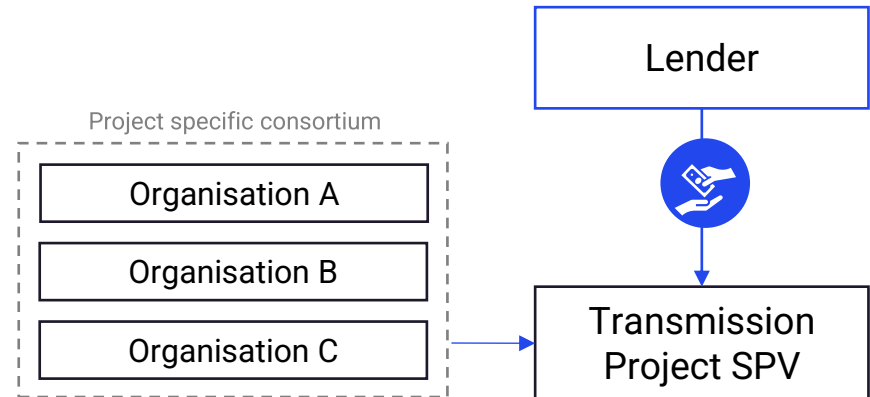 Lender
Project specific consortium
Organisation A
Organisation B
Organisation C
Transmission
Project SPV